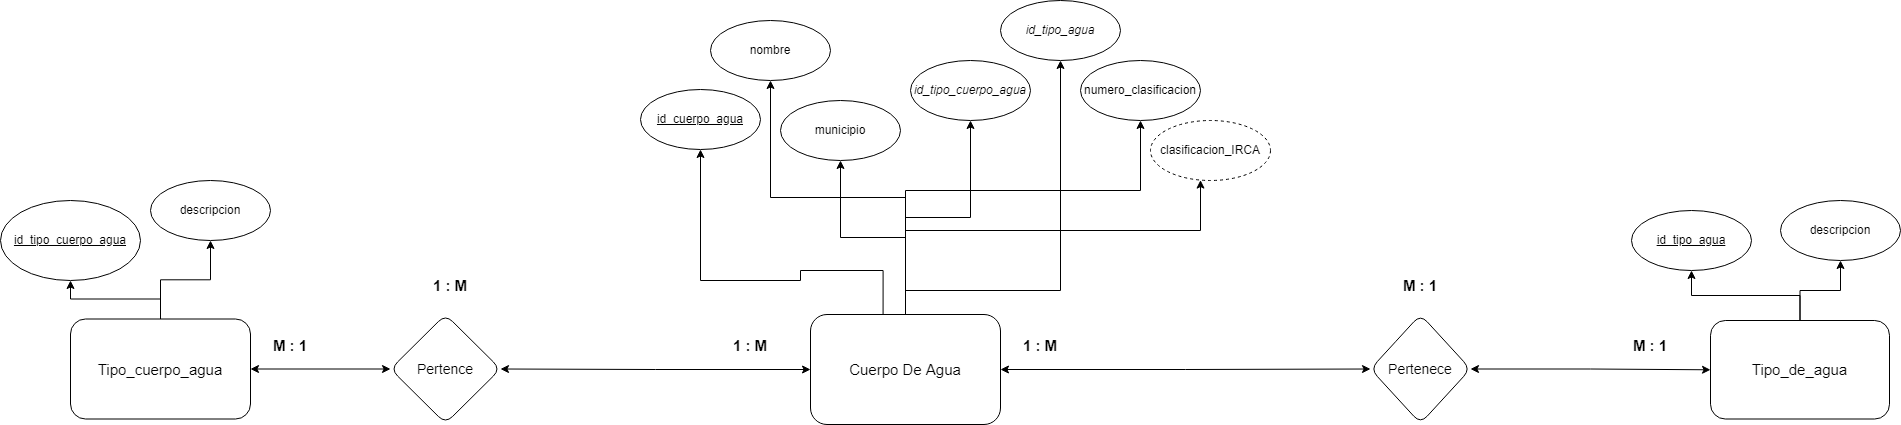 id_tipo_agua
nombre
id_tipo_cuerpo_agua
numero_clasificacion
id_cuerpo_agua
municipio
clasificacion_IRCA
descripcion
id_tipo_cuerpo_agua
id_tipo_agua
descripcion
1 : M
M : 1
M : 1
1 : M
1 : M
M : 1
Tipo_cuerpo_agua
Pertence
Cuerpo De Agua
Pertenece
Tipo_de_agua